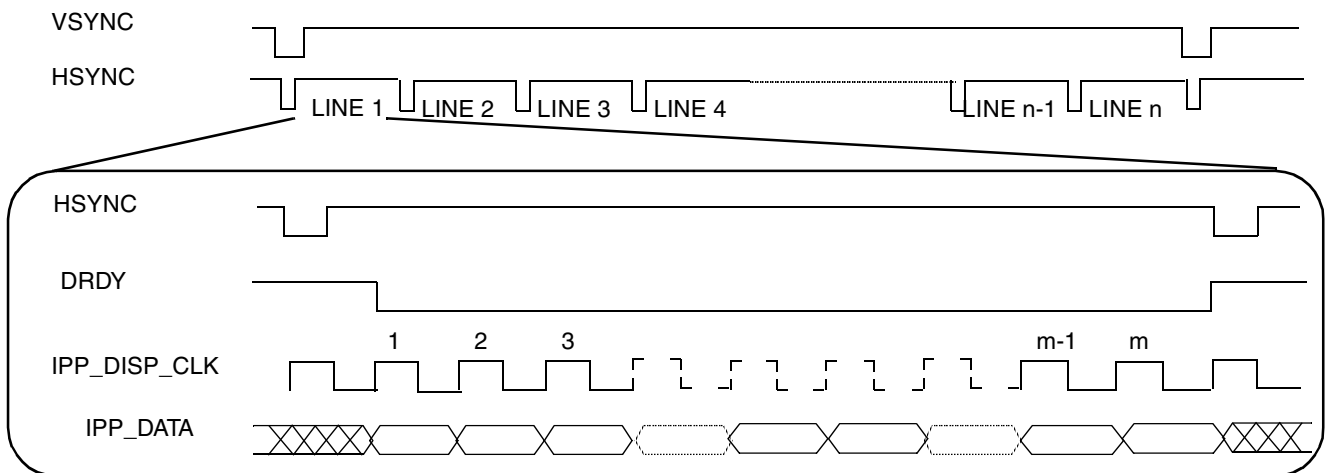 VSYNC
HSYNC
LINE 1 LINE 2 LINE 3 LINE 4 LINE n-1 LINE n
HSYNC
DRDY
1 2 3 m-1 m
IPP_DISP_CLK
IPP_DATA